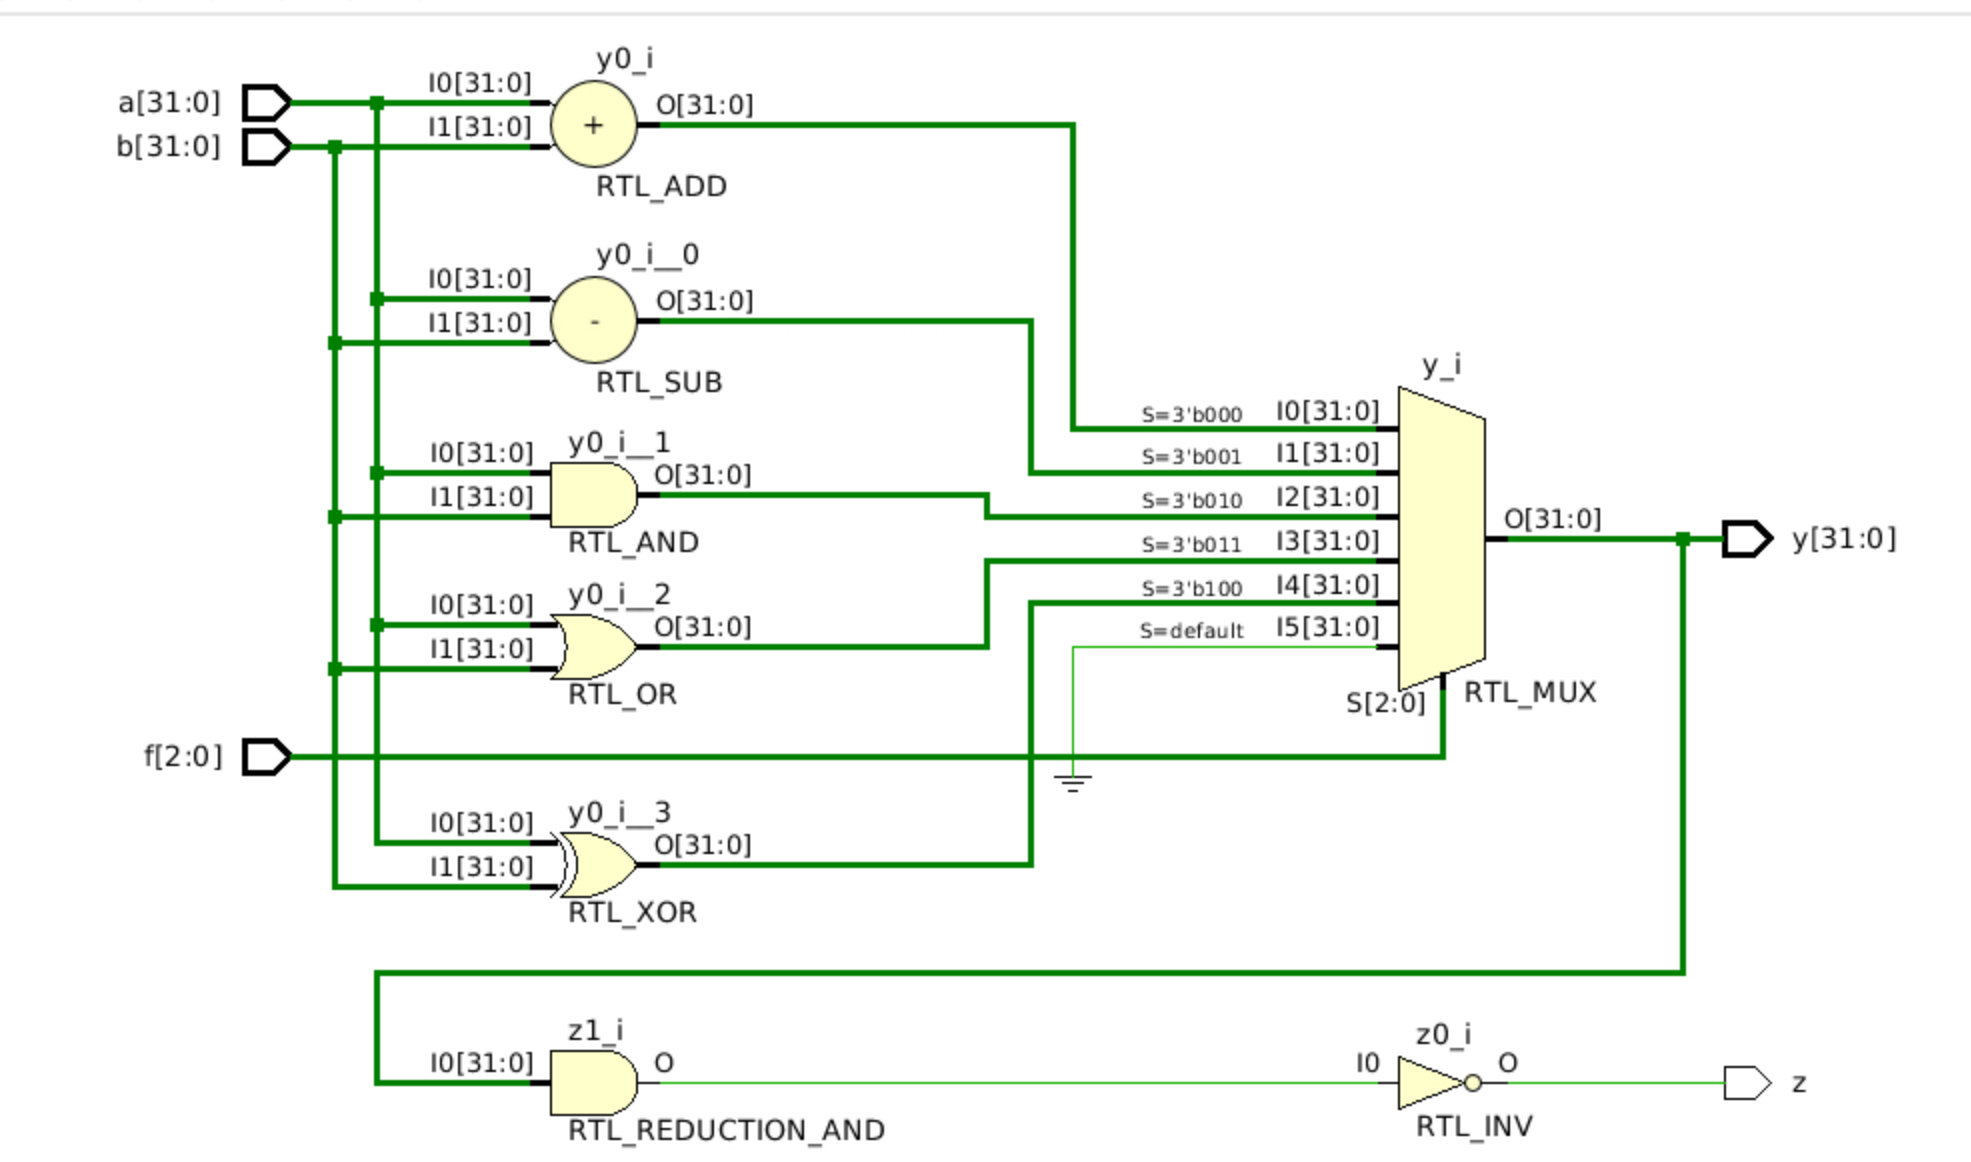 y0_i
a[31:0]
I0[31:0]
O[31:0]
b[31:0]
I1[31:0]
+
RTL_ADD
y0_i__0
I0[31:0]
O[31:0]
I1[31:0]
-
RTL_SUB
y0_i__1
I0[31:0]
O[31:0]
I1[31:0]
RTL_AND
y0_i__2
I0[31:0]
O[31:0]
I1[31:0]
RTL_OR
y_i
S=3'b000 I0[31:0]
S=3'b001 I1[31:0]
S=3'b010 I2[31:0]
S=3'b011 I3[31:0]
S=3'b100 I4[31:0]
S=default I5[31:0]
O[31:0]
y[31:0]
S[2:0]
RTL_MUX
f[2:0]
y0_i__3
I0[31:0]
O[31:0]
I1[31:0]
RTL_XOR
z1_i
I0[31:0]
O
RTL_REDUCTION_AND
z0_i
I0
O
z
RTL_INV